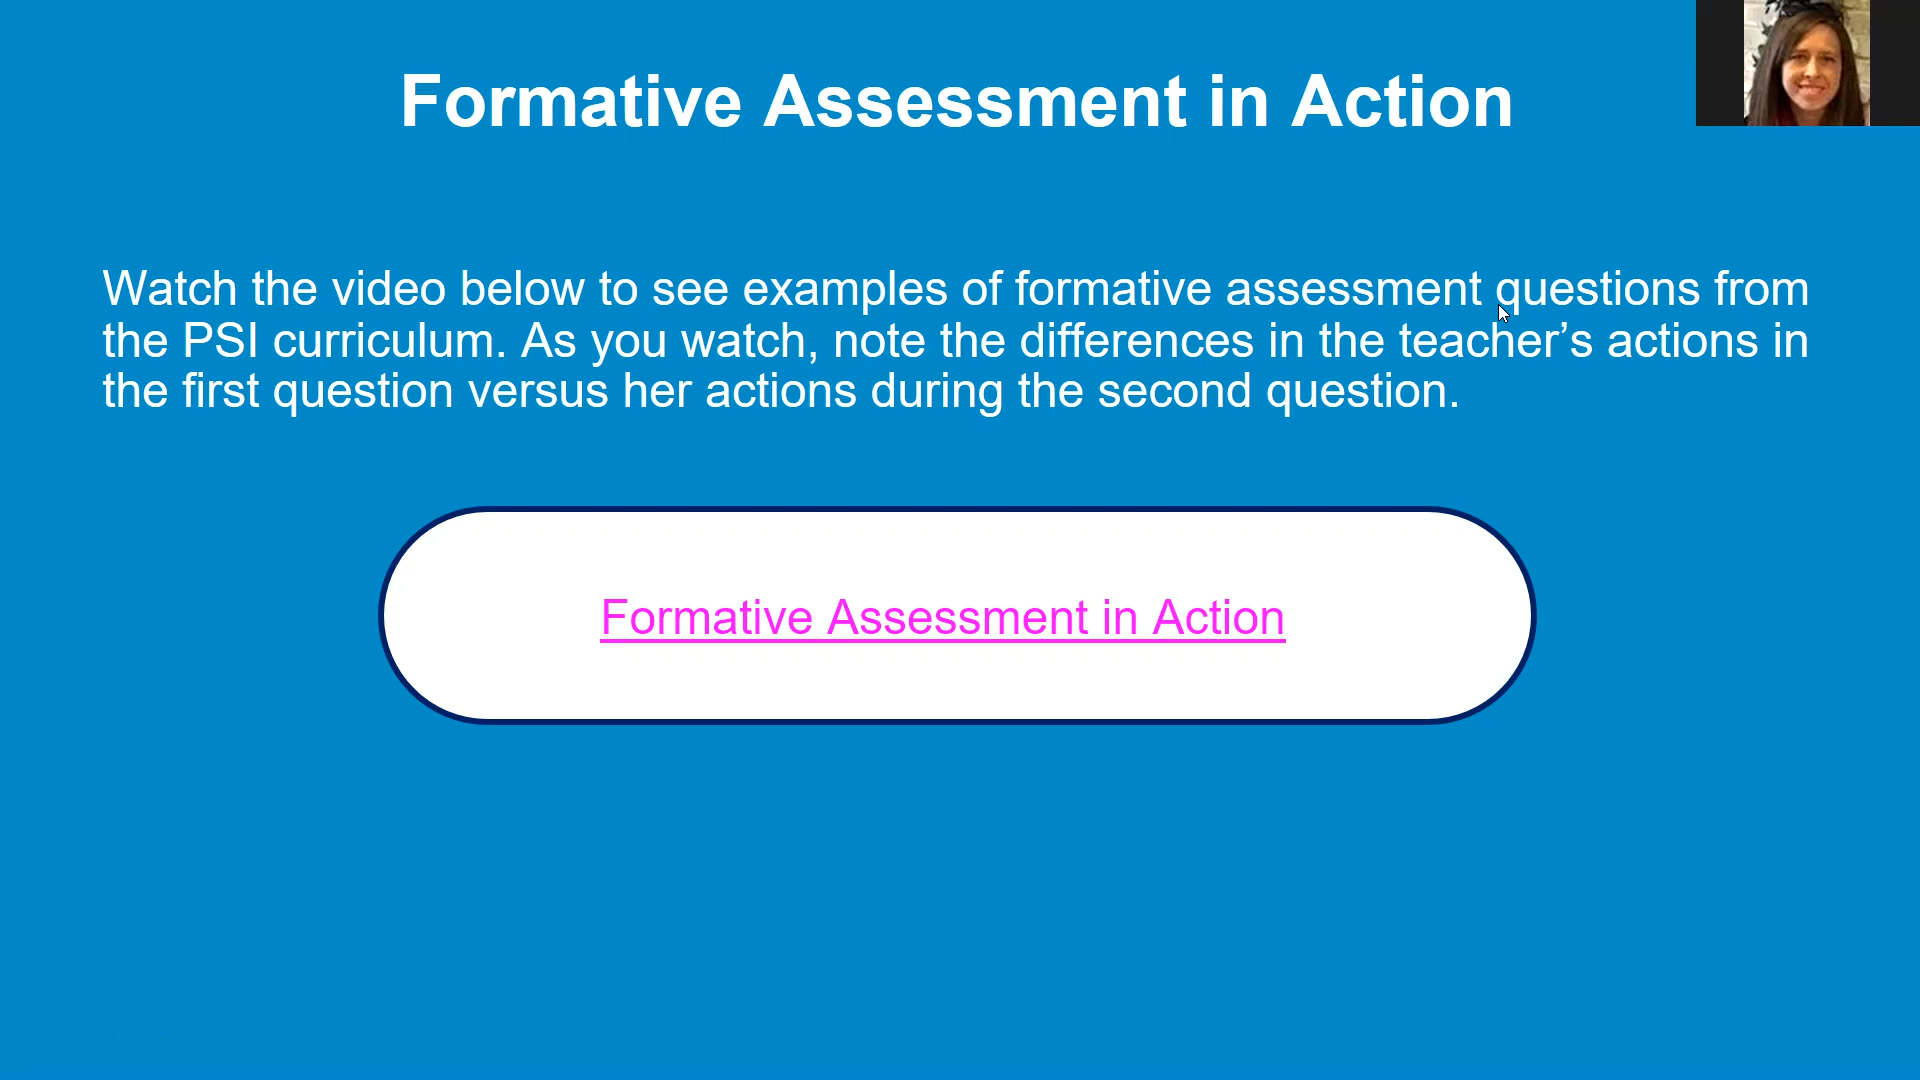 Formative Assessment in Action
Watch the video below to see examples of formative assessment questions from
the PSI curriculum. As you watch, note the differences in the teacher’s actions in
the first question versus her actions during the second question.
Formative Assessment in Action